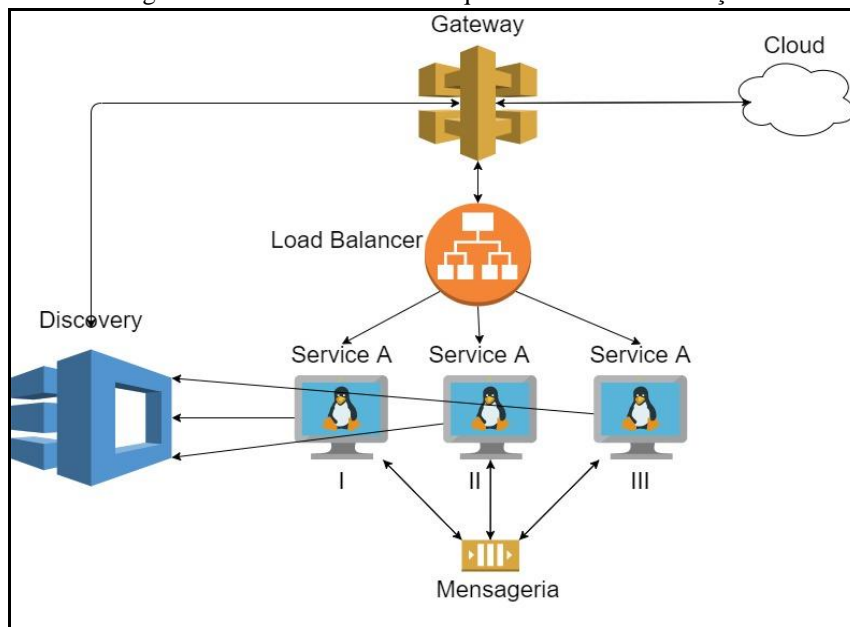 Gateway
Cloud
Load Balancer
Discovery
Service A
Service A
Service A
I
II
III
Mensageria